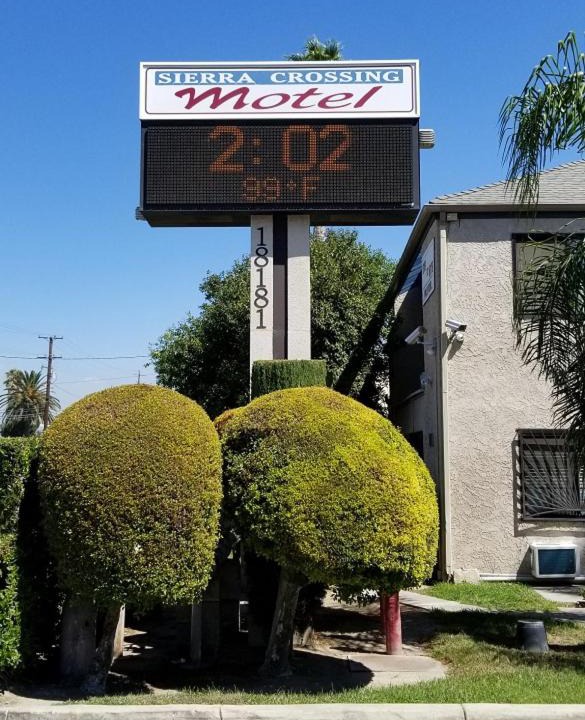 SIERRA CROSSING
Motel
2:02
99°F
18181